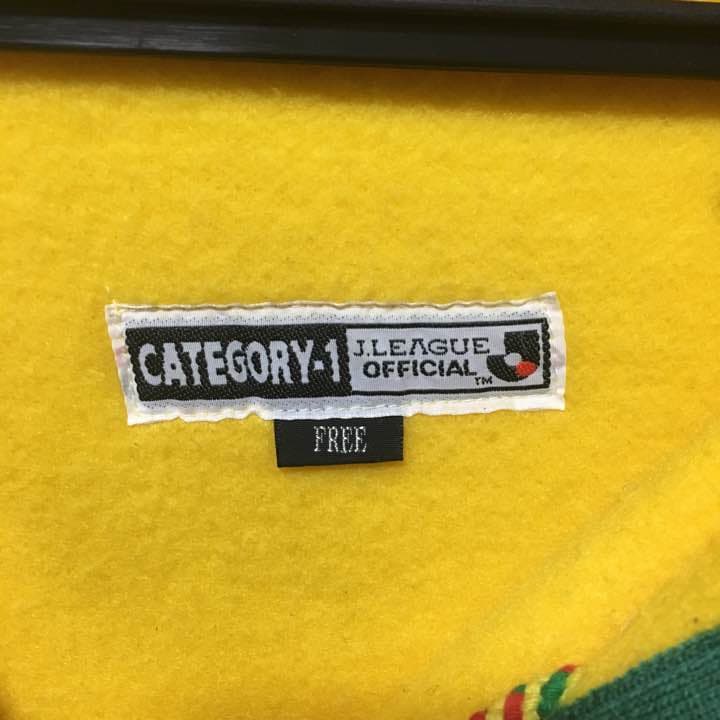 CATEGORY-1
J.LEAGUE
OFFICIAL TM
FREE